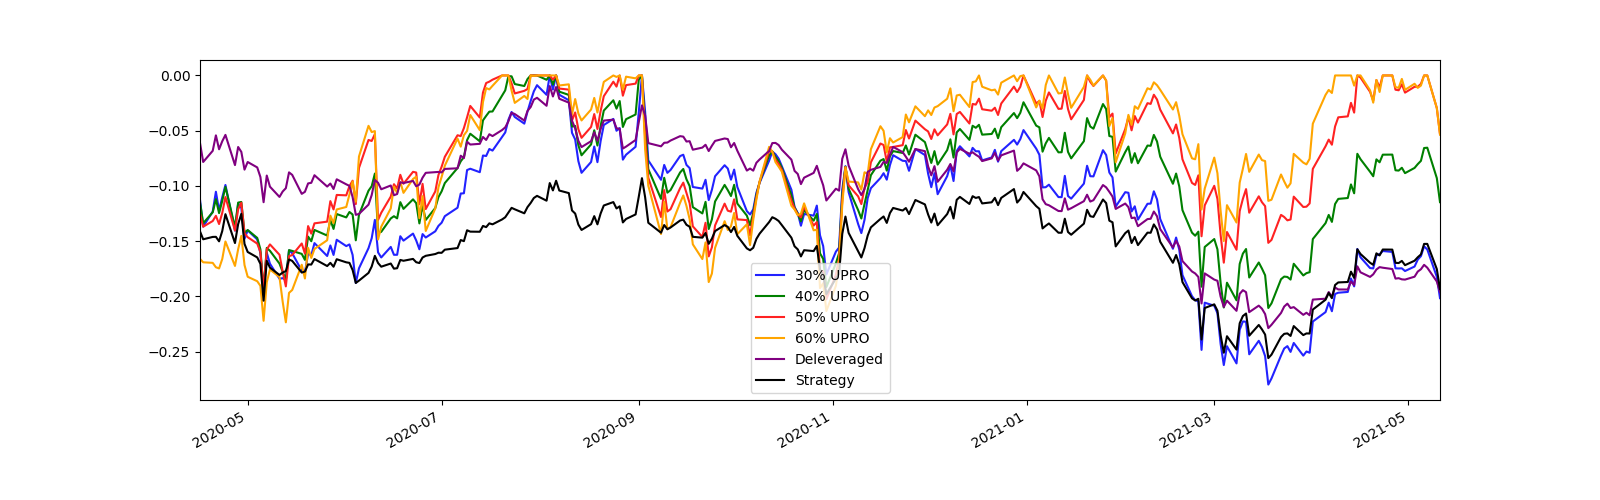 0.00
−0.05
−0.10
−0.15
−0.20
−0.25
30% UPRO
40% UPRO
50% UPRO
60% UPRO
Deleveraged
Strategy
2020-05
2020-07
2020-09
2020-11
2021-01
2021-03
2021-05